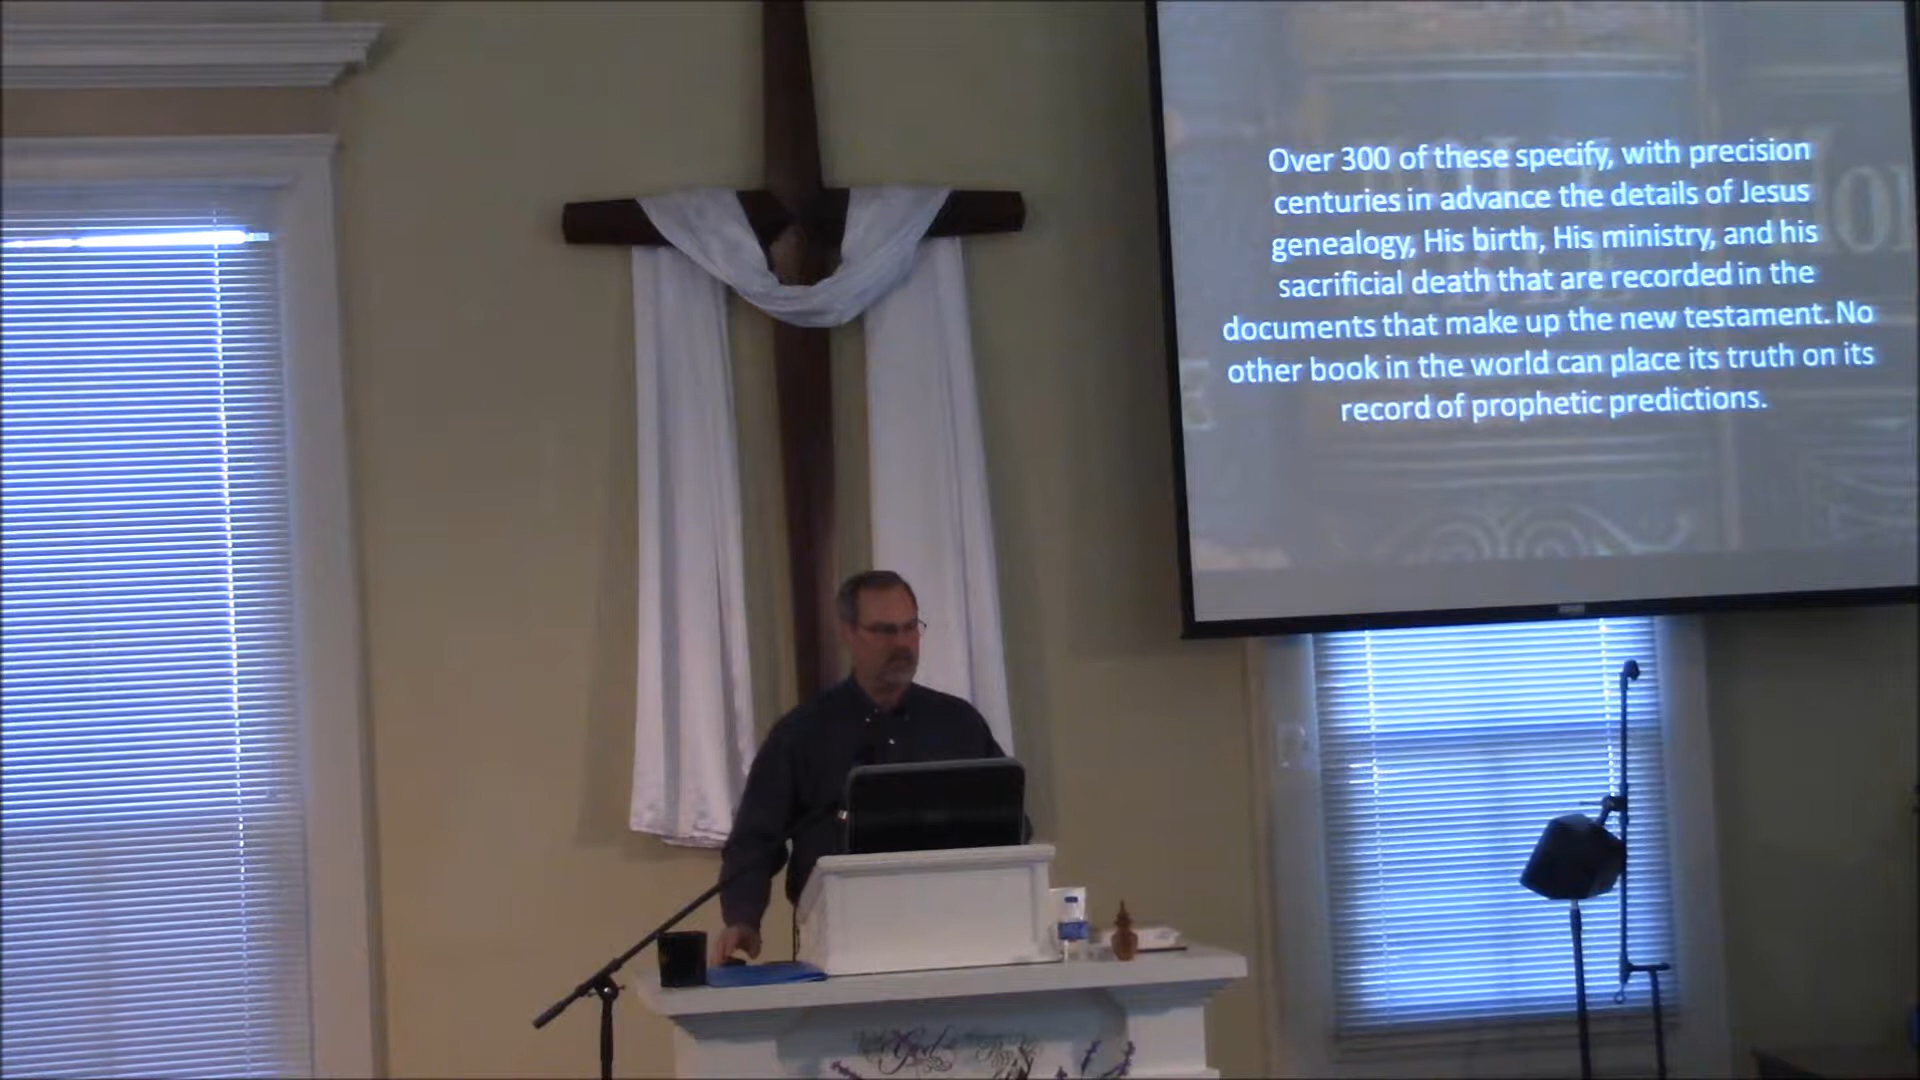 Over 300 of these specify, with precision
centuries in advance the details of Jesus
genealogy, His birth, His ministry, and his
sacrificial death that are recorded in the
documents that make up the new testament. No
other book in the world can place its truth on its
record of prophetic predictions.
God